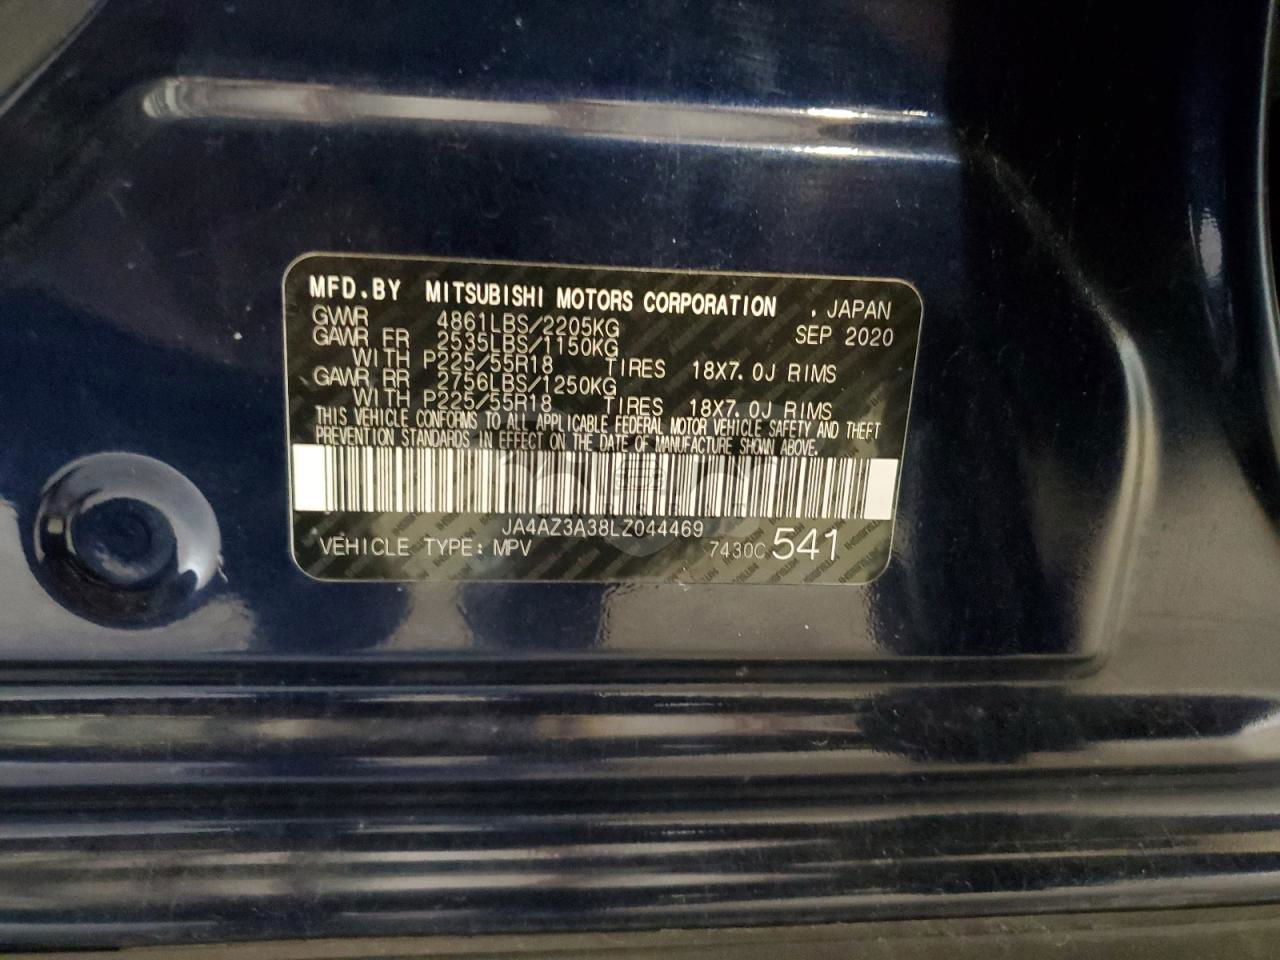 MFD.BY MITSUBISHI MOTORS CORPORATION .JAPAN
GVWR 4861LBS/2205KG SEP 2020
GAWR FR 2535LBS/1150KG
WITH P225/55R18 TIRES 18X7.0J RIMS
GAWR RR 2756LBS/1250KG
WITH P225/55R18 TIRES 18X7.0J RIMS
THIS VEHICLE CONFORMS TO ALL APPLICABLE FEDERAL MOTOR VEHICLE SAFETY AND THEFT
PREVENTION STANDARDS IN EFFECT ON THE DATE OF MANUFACTURE SHOWN ABOVE.
JA4AZ3A38LZ044469
VEHICLE TYPE: MPV 7430C 541